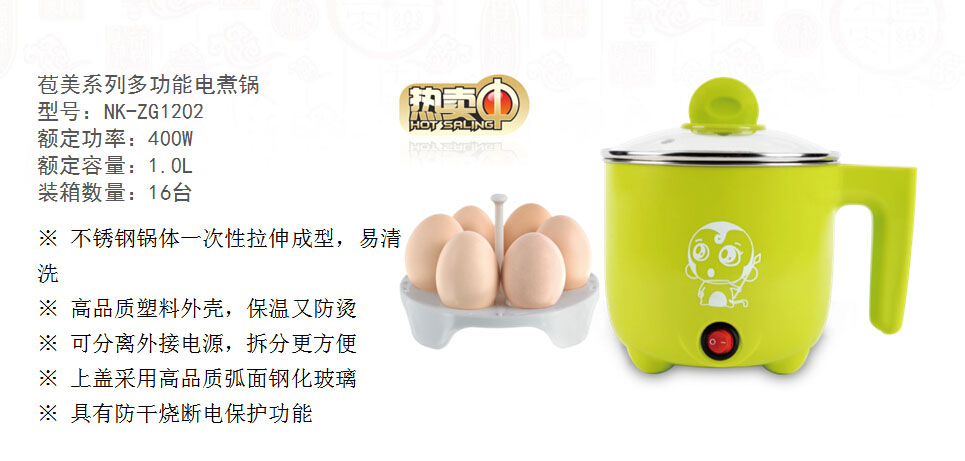 苞美系列多功能电煮锅
型号：NK-ZG1202
额定功率：400W
额定容量：1.0L
装箱数量：16台
※ 不锈钢锅体一次性拉伸成型，易清
洗
※ 高品质塑料外壳，保温又防烫
※ 可分离外接电源，拆分更方便
※ 上盖采用高品质弧面钢化玻璃
※ 具有防干烧断电保护功能
热卖中
HOT SALING